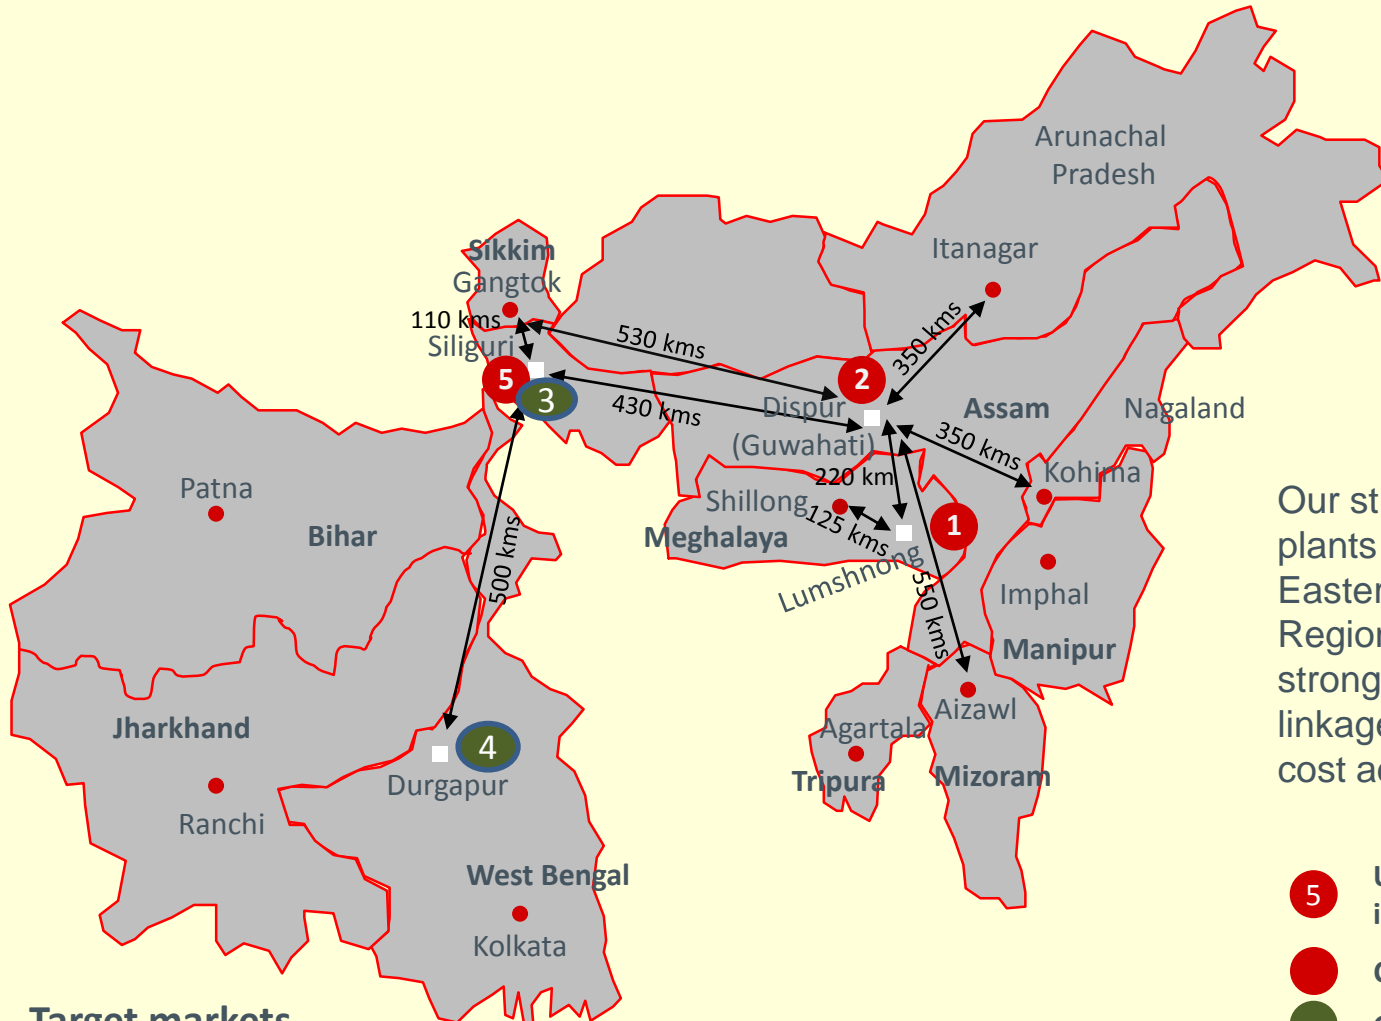 Arunachal
Pradesh
Itanagar
Sikkim
Gangtok
110 kms
Siliguri
530 kms
350 kms
5
3
2
430 kms
Dispur
(Guwahati)
Assam
Nagaland
350 kms
Kohima
220 km
Patna
Shillong
125 kms
1
Bihar
Meghalaya
Lumshnong
500 kms
550 kms
Imphal
Manipur
Jharkhand
Agartala
Aizawl
4
Tripura
Mizoram
Durgapur
Ranchi
West Bengal
Kolkata
Target markets
Our st
plants
Easter
Region
strong
linkage
cost a
5
U
i